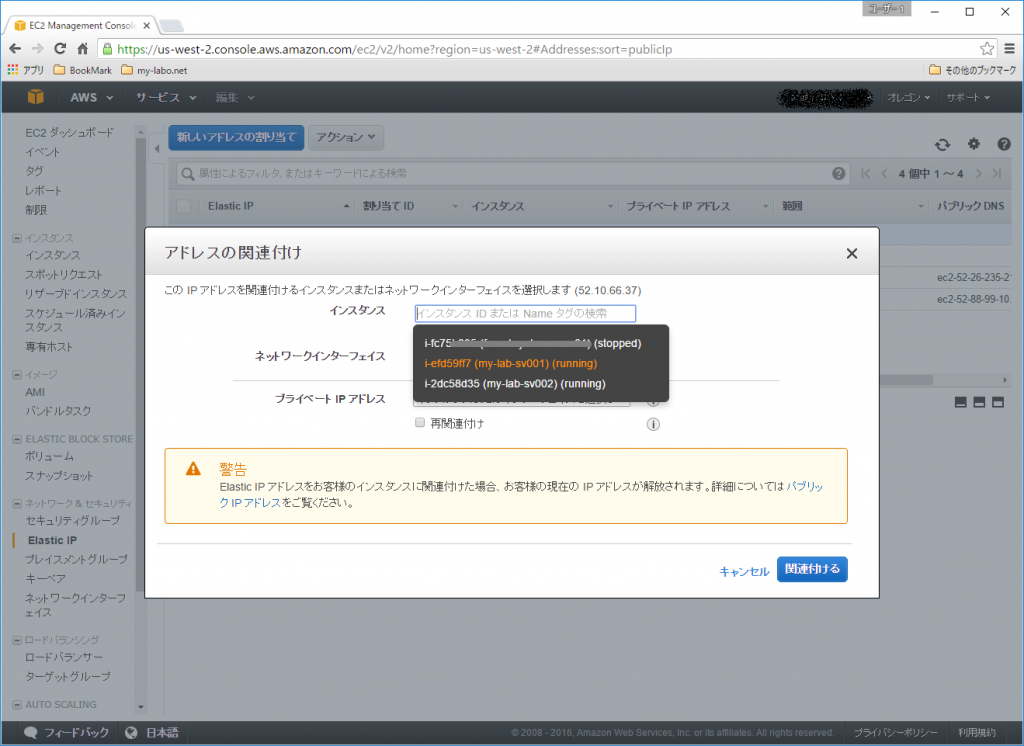 ユーザー 1
EC2 Management Console
https://us-west-2.console.aws.amazon.com/ec2/v2/home?region=us-west-2#Addresses:sort=publicIp
アプリ BookMark my-labo.net その他のブックマーク
AWS サービス 編集 オレゴン サポート
EC2 ダッシュボード
イベント
タグ
レポート
制限
インスタンス
インスタンス
スポットリクエスト
リザーブドインスタンス
スケジュール済みイン
スタンス
専有ホスト
イメージ
AMI
バンドルタスク
ELASTIC BLOCK STORE
ボリューム
スナップショット
ネットワーク & セキュリティ
セキュリティグループ
Elastic IP
プレイスメントグループ
キーペア
ネットワークインターフ
ェイス
ロードバランシング
ロードバランサー
ターゲットグループ
AUTO SCALING
新しいアドレスの割り当て アクション
属性によるフィルタ、またはキーワードによる検索
4 個中 1 ～ 4
Elastic IP 割り当て ID インスタンス プライベート IP アドレス 範囲 パブリック DNS
ec2-52-26-235-2
ec2-52-88-99-10.
アドレスの関連付け
この IP アドレスを関連付けるインスタンスまたはネットワークインターフェイスを選択します (52.10.66.37)
インスタンス
インスタンス ID または Name タグの検索
(stopped)
i-efd59ff7 (my-lab-sv001) (running)
i-2dc58d35 (my-lab-sv002) (running)
ネットワークインターフェイス
プライベート IP アドレス
再関連付け
警告
Elastic IP アドレスをお客様のインスタンスに関連付けた場合、お客様の現在の IP アドレスが解放されます。詳細については パブリッ
ク IP アドレスをご覧ください。
キャンセル 関連付ける
フィードバック 日本語
© 2008 - 2016, Amazon Web Services, Inc. or its affiliates. All rights reserved. プライバシーポリシー 利用規約